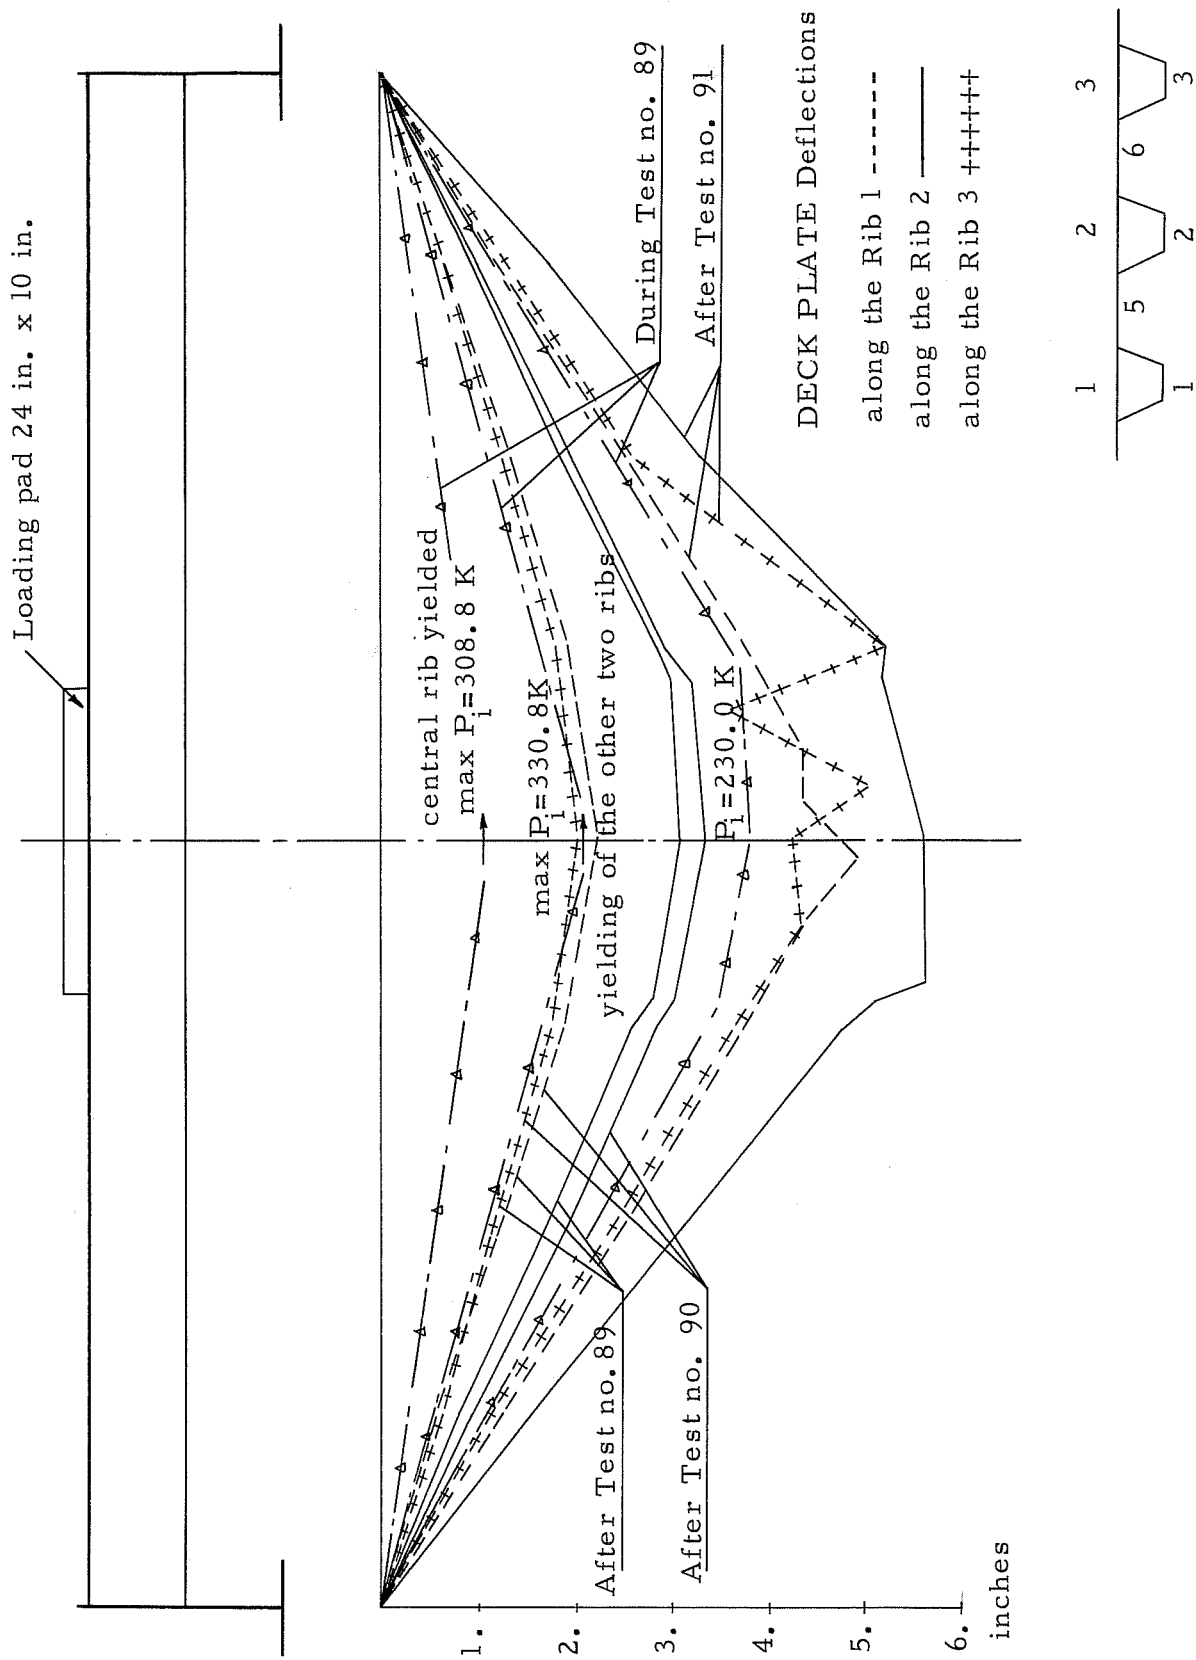 Loading pad 24 in. x 10 in.
central rib yielded
max Pi=308.8 K
max Pi=330.8K
yielding of the other two ribs
Pi=230.0 K
During Test no. 89
After Test no. 91
After Test no.89
After Test no. 90
1.
2.
3.
4.
5.
6.
inches
DECK PLATE Deflections
along the Rib 1
along the Rib 2
along the Rib 3
1 2 3
5 6
1 2 3